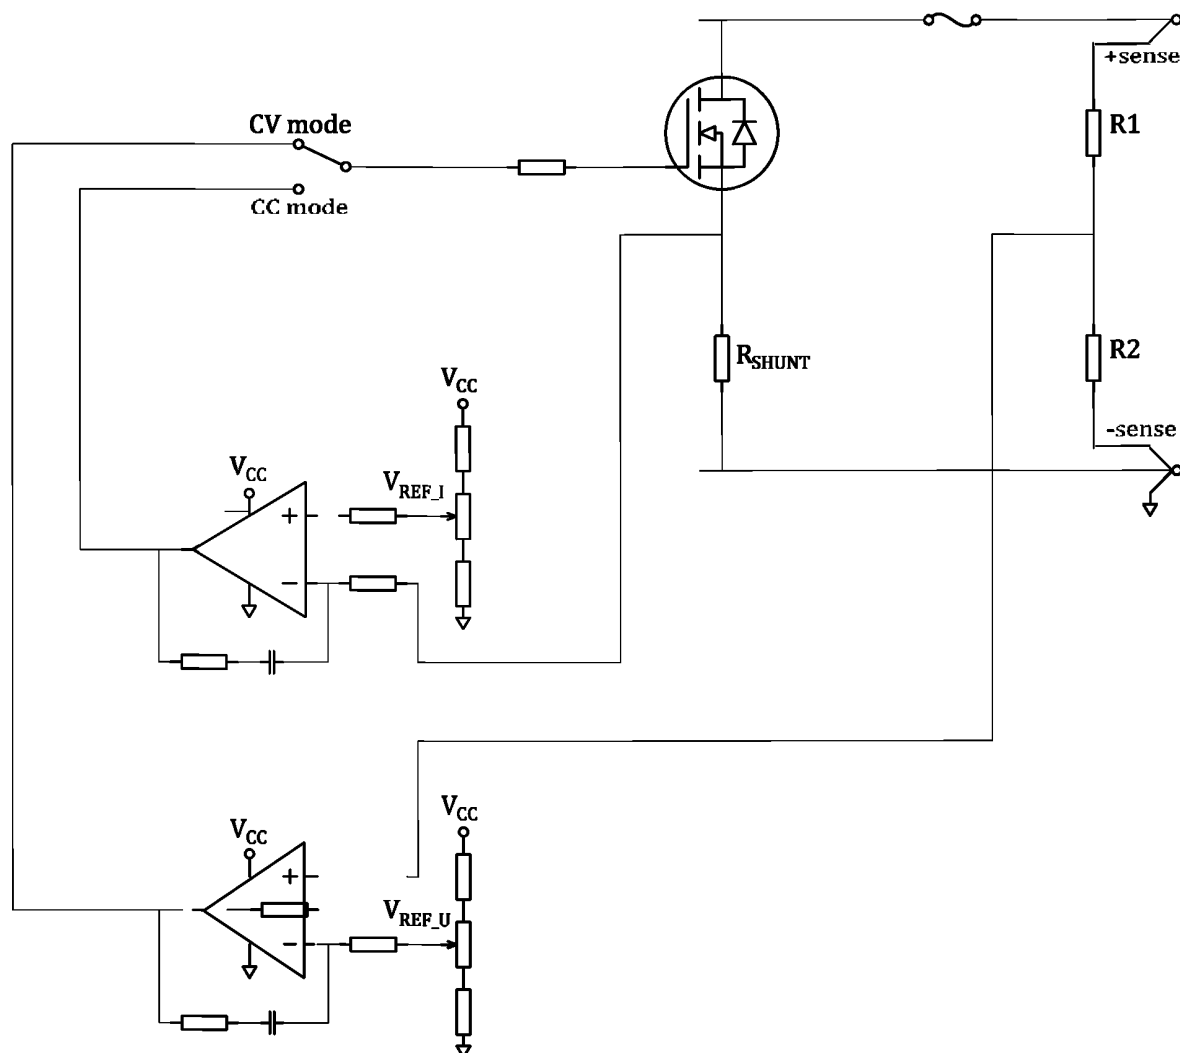 +sense
R1
CV mode
CC mode
R2
R_SHUNT
V_CC
-sense
V_CC
V_REF_I
+
−
V_CC
V_CC
+
V_REF_U
−